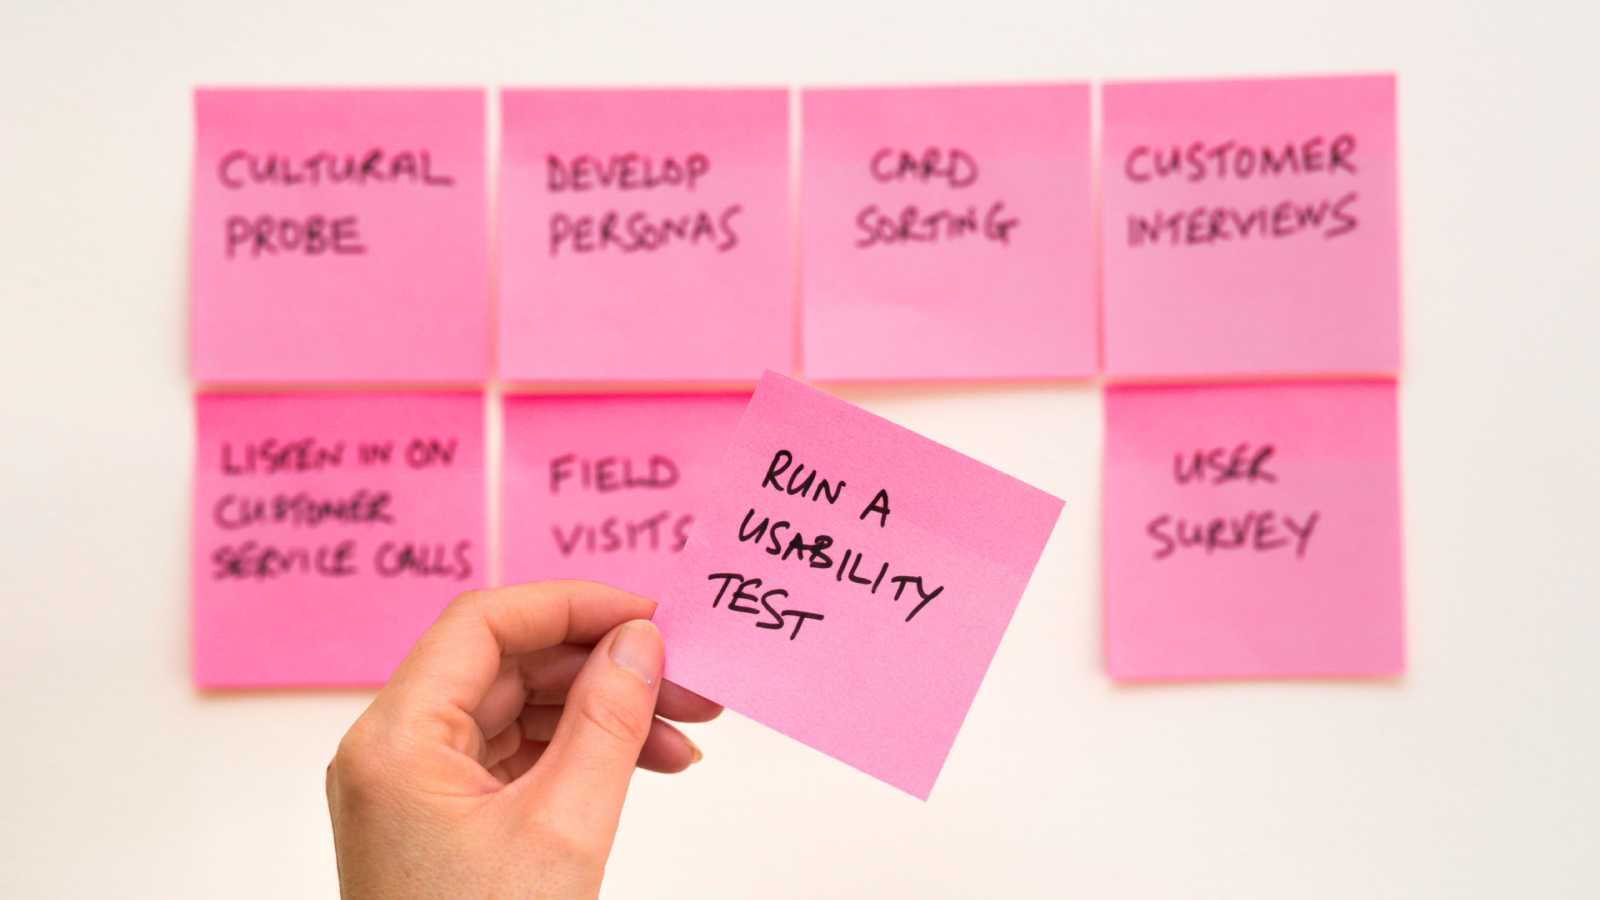 CULTURAL
PROBE
DEVELOP
PERSONAS
CARD
SORTING
CUSTOMER
INTERVIEWS
LISTEN IN ON
CUSTOMER
SERVICE CALLS
FIELD
VISITS
RUN A
USABILITY
TEST
USER
SURVEY